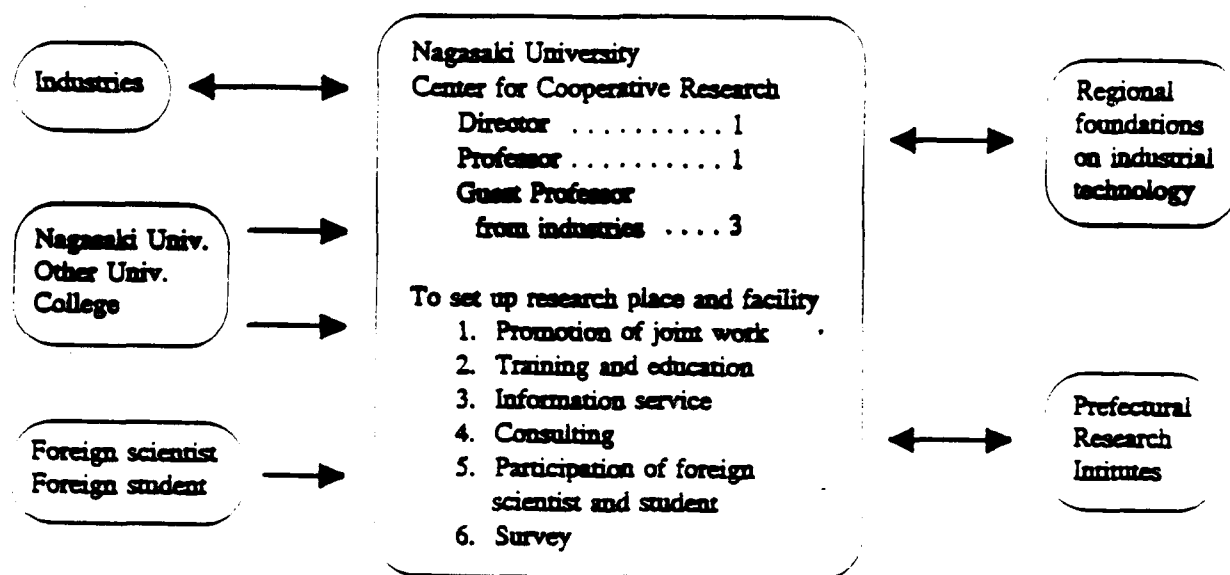 Industries
Nagasaki Univ.
Other Univ.
College
Foreign scientist
Foreign student
Nagasaki University
Center for Cooperative Research
Director .......... 1
Professor .......... 1
Guest Professor
from industries .... 3
To set up research place and facility
1. Promotion of joint work
2. Training and education
3. Information service
4. Consulting
5. Participation of foreign
scientist and student
6. Survey
Regional
foundations
on industrial
technology
Prefectural
Research
Intitutes